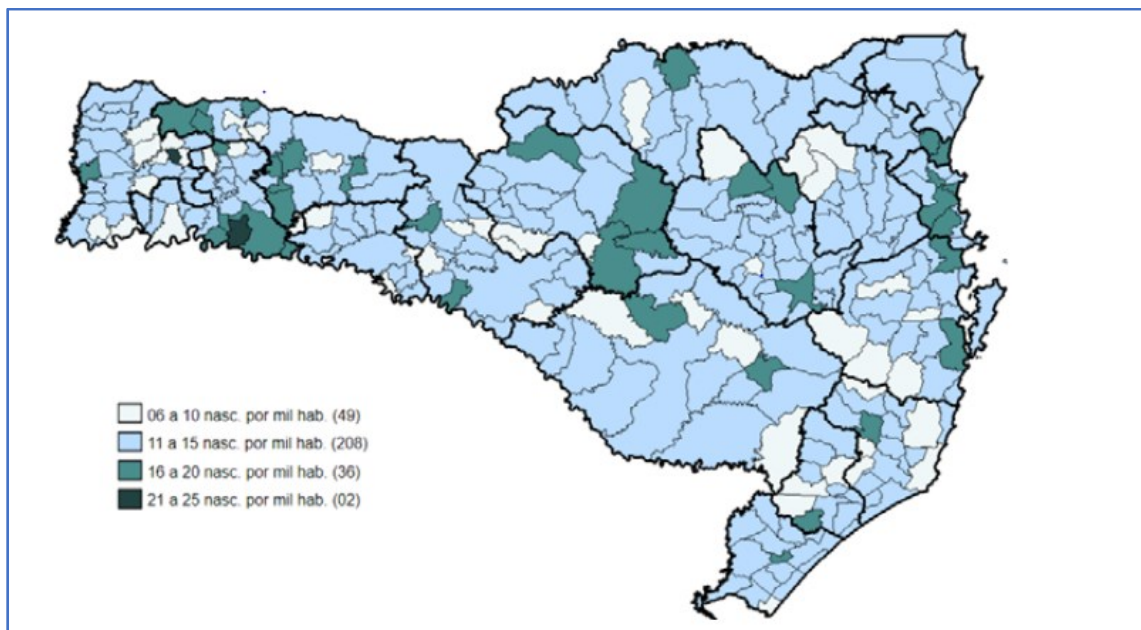 06 a 10 nasc. por mil hab. (49)
11 a 15 nasc. por mil hab. (208)
16 a 20 nasc. por mil hab. (36)
21 a 25 nasc. por mil hab. (02)